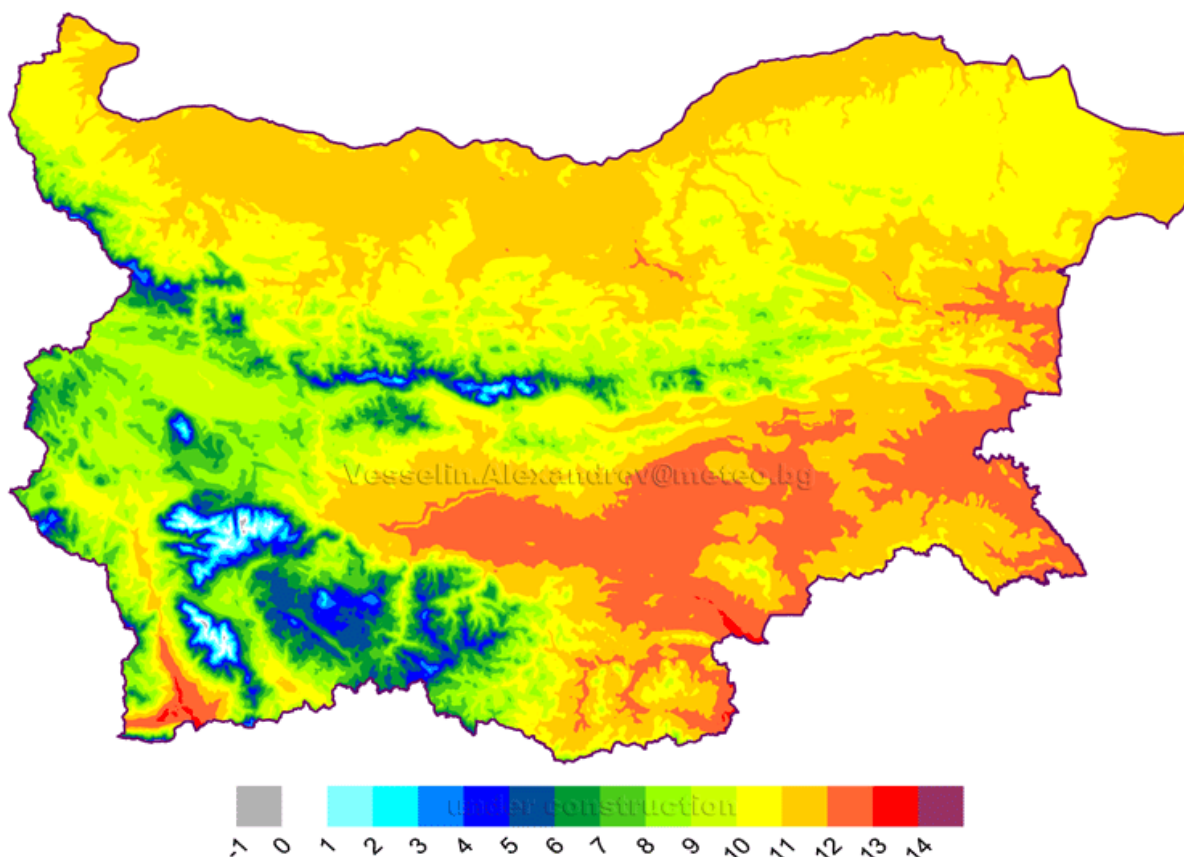 Vesselin.Alexandrov@meteo.bg
under construction
-1 0 1 2 3 4 5 6 7 8 9 10 11 12 13 14